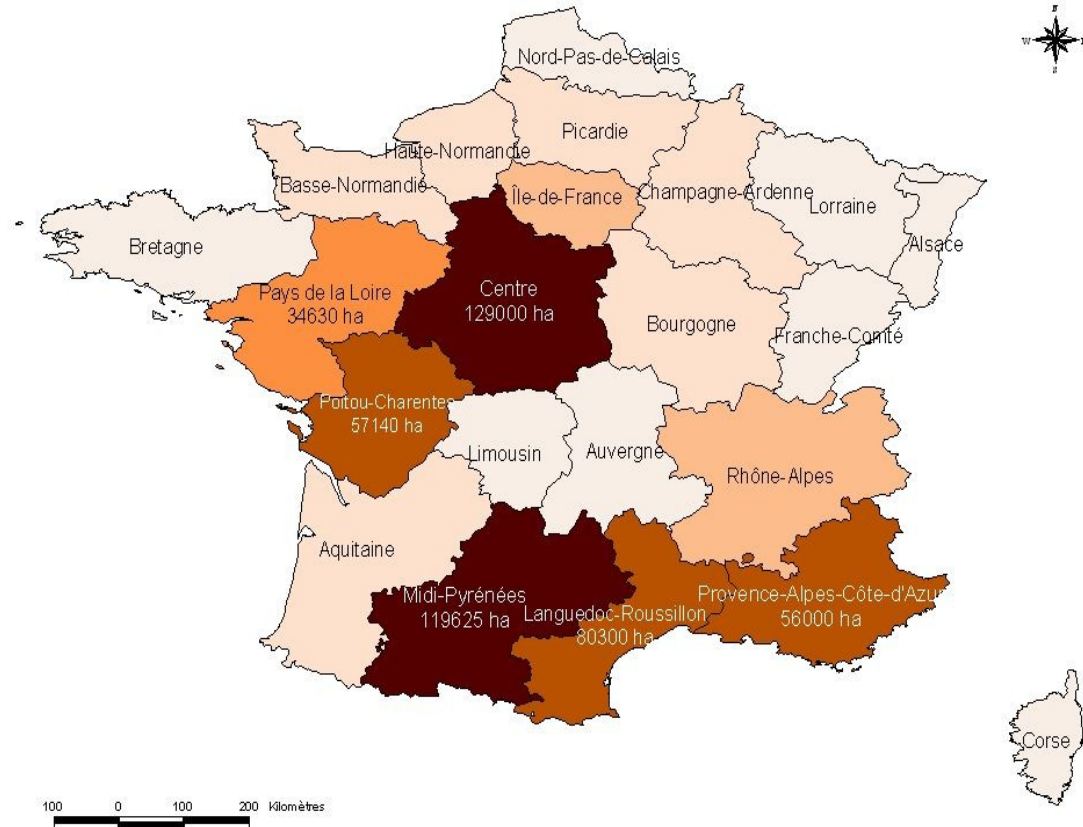 N
W
S
Nord-Pas-de-Calais
Picardie
Haute-Normandie
Basse-Normandie
Île-de-France
Champagne-Ardenne
Lorraine
Alsace
Bretagne
Pays de la Loire
34630 ha
Centre
129000 ha
Bourgogne
Franche-Comté
Poitou-Charentes
57140 ha
Limousin
Auvergne
Rhône-Alpes
Aquitaine
Midi-Pyrénées
119625 ha
Languedoc-Roussillon
80300 ha
Provence-Alpes-Côte-d'Azur
56000 ha
Corse
100 0 100 200 Kilomètres